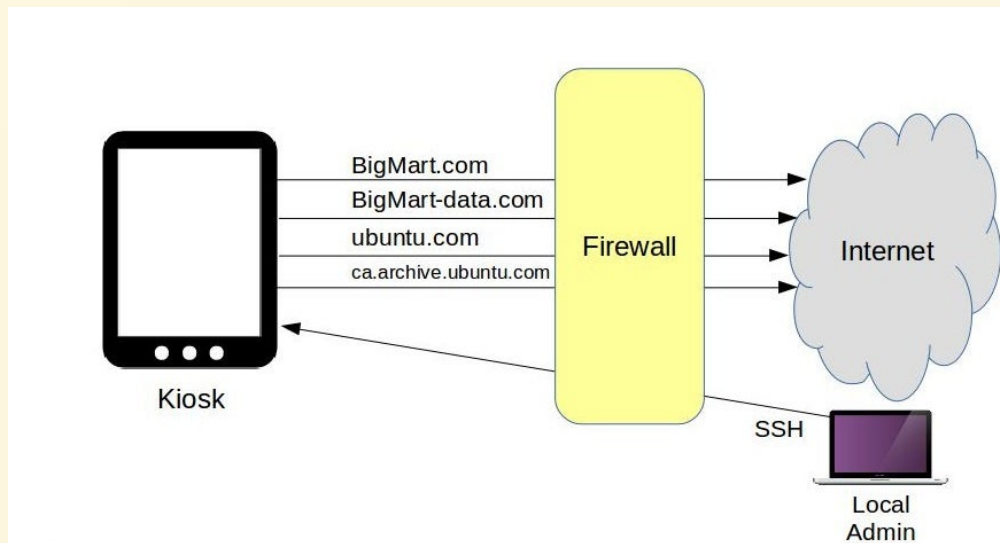 BigMart.com
BigMart-data.com
ubuntu.com
ca.archive.ubuntu.com
Firewall
Internet
Kiosk
SSH
Local
Admin